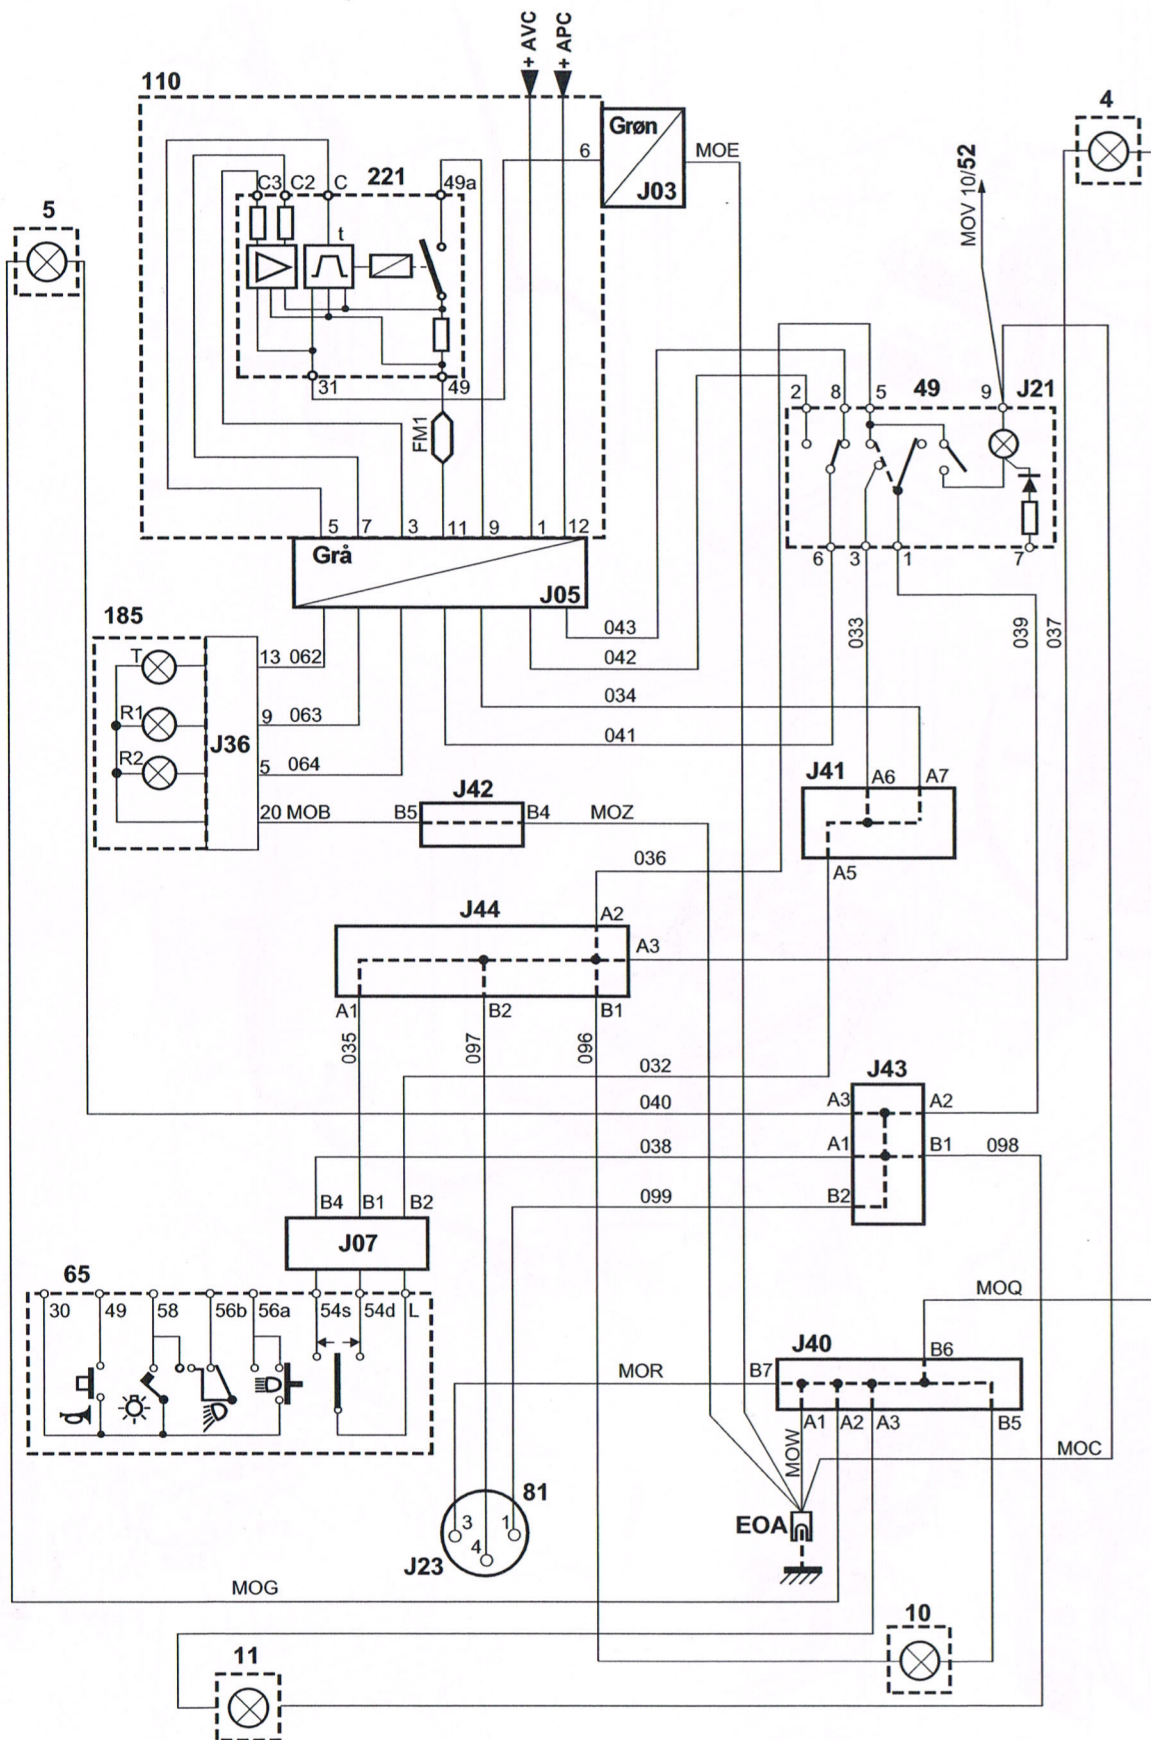 + AVC
+ APC
110
Grøn
J03
6
MOE
4
C3 C2 C 221 49a
t
5
31 49
FM1
MOV 10/52
2 8 5 49 9 J21
6 3 1 7
5 7 3 11 9 1 12
Grå
J05
185
T
R1
R2
J36
13 062
9 063
5 064
20 MOB
043
042
034
041
033
039
037
J42
B5 B4 MOZ
J41
A6 A7
A5
036
J44
A2
A3
A1 B2 B1
035
097
096
032
040
038
099
J43
A3 A2
A1 B1 098
B2
B4 B1 B2
J07
65
30 49 58 56b 56a 54s 54d L
MOQ
J40
B6
MOR B7
A1 A2 A3 B5
MOW
MOC
81
3 4 1
J23
EOA
MOG
10
11